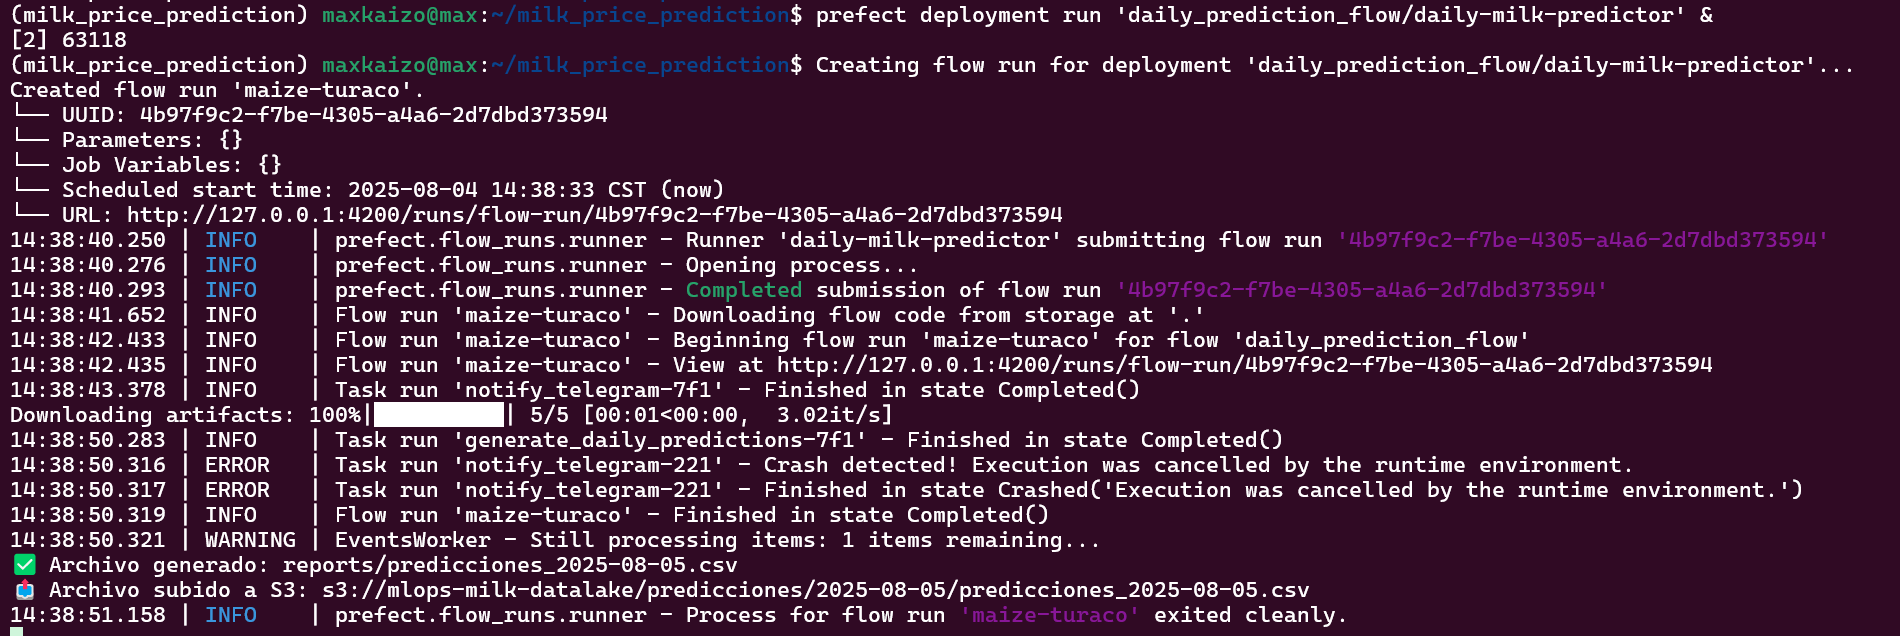 (milk_price_prediction) maxkaizo@max:~/milk_price_prediction$ prefect deployment run 'daily_prediction_flow/daily-milk-predictor' &
[2] 63118
(milk_price_prediction) maxkaizo@max:~/milk_price_prediction$ Creating flow run for deployment 'daily_prediction_flow/daily-milk-predictor'...
Created flow run 'maize-turaco'.
└── UUID: 4b97f9c2-f7be-4305-a4a6-2d7dbd373594
└── Parameters: {}
└── Job Variables: {}
└── Scheduled start time: 2025-08-04 14:38:33 CST (now)
└── URL: http://127.0.0.1:4200/runs/flow-run/4b97f9c2-f7be-4305-a4a6-2d7dbd373594
14:38:40.250 | INFO    | prefect.flow_runs.runner - Runner 'daily-milk-predictor' submitting flow run '4b97f9c2-f7be-4305-a4a6-2d7dbd373594'
14:38:40.276 | INFO    | prefect.flow_runs.runner - Opening process...
14:38:40.293 | INFO    | prefect.flow_runs.runner - Completed submission of flow run '4b97f9c2-f7be-4305-a4a6-2d7dbd373594'
14:38:41.652 | INFO    | Flow run 'maize-turaco' - Downloading flow code from storage at '.'
14:38:42.433 | INFO    | Flow run 'maize-turaco' - Beginning flow run 'maize-turaco' for flow 'daily_prediction_flow'
14:38:42.435 | INFO    | Flow run 'maize-turaco' - View at http://127.0.0.1:4200/runs/flow-run/4b97f9c2-f7be-4305-a4a6-2d7dbd373594
14:38:43.378 | INFO    | Task run 'notify_telegram-7f1' - Finished in state Completed()
Downloading artifacts: 100%|██████████| 5/5 [00:01<00:00,  3.02it/s]
14:38:50.283 | INFO    | Task run 'generate_daily_predictions-7f1' - Finished in state Completed()
14:38:50.316 | ERROR   | Task run 'notify_telegram-221' - Crash detected! Execution was cancelled by the runtime environment.
14:38:50.317 | ERROR   | Task run 'notify_telegram-221' - Finished in state Crashed('Execution was cancelled by the runtime environment.')
14:38:50.319 | INFO    | Flow run 'maize-turaco' - Finished in state Completed()
14:38:50.321 | WARNING | EventsWorker - Still processing items: 1 items remaining...
✅ Archivo generado: reports/predicciones_2025-08-05.csv
📤 Archivo subido a S3: s3://mlops-milk-datalake/predicciones/2025-08-05/predicciones_2025-08-05.csv
14:38:51.158 | INFO    | prefect.flow_runs.runner - Process for flow run 'maize-turaco' exited cleanly.